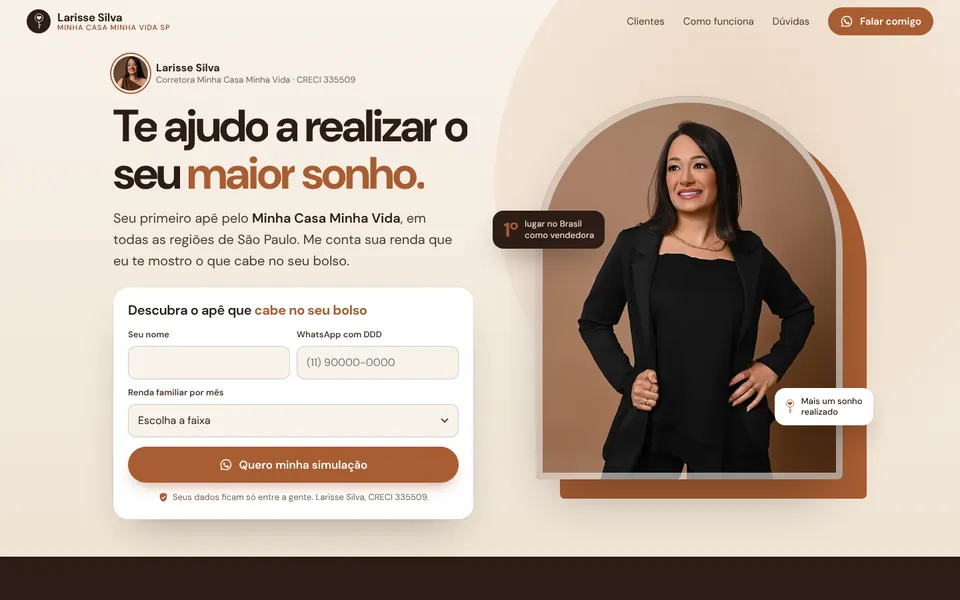 Larisse Silva
MINHA CASA MINHA VIDA SP
Clientes
Como funciona
Dúvidas
Falar comigo
Larisse Silva
Corretora Minha Casa Minha Vida · CRECI 335509
Te ajudo a realizar o
seu maior sonho.
Seu primeiro apê pelo Minha Casa Minha Vida, em
todas as regiões de São Paulo. Me conta sua renda que
eu te mostro o que cabe no seu bolso.
Descubra o apê que cabe no seu bolso
Seu nome
WhatsApp com DDD
(11) 90000-0000
Renda familiar por mês
Escolha a faixa
Quero minha simulação
Seus dados ficam só entre a gente. Larisse Silva, CRECI 335509.
1º
lugar no Brasil
como vendedora
Mais um sonho
realizado